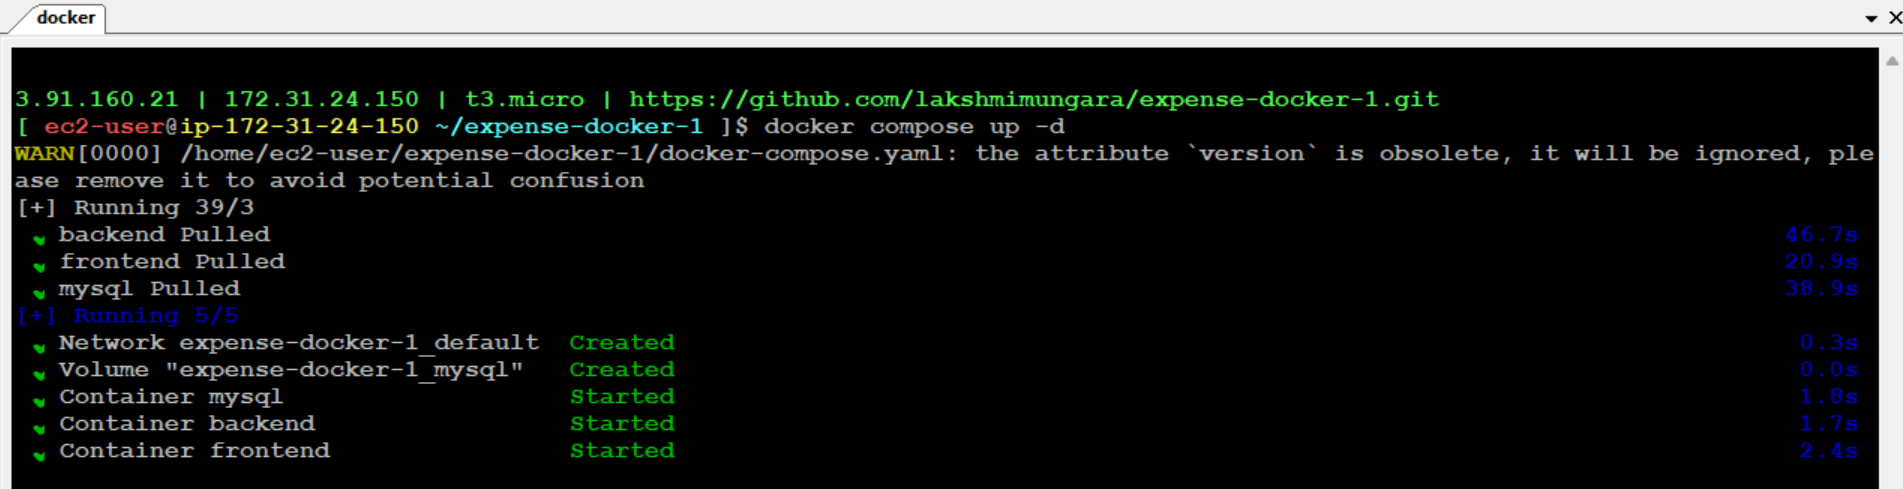 docker
3.91.160.21 | 172.31.24.150 | t3.micro | https://github.com/lakshmimungara/expense-docker-1.git
[ ec2-user@ip-172-31-24-150 ~/expense-docker-1 ]$ docker compose up -d
WARN[0000] /home/ec2-user/expense-docker-1/docker-compose.yaml: the attribute `version` is obsolete, it will be ignored, ple
ase remove it to avoid potential confusion
[+] Running 39/3
backend Pulled 46.7s
frontend Pulled 20.9s
mysql Pulled 38.9s
[+] Running 5/5
Network expense-docker-1_default Created 0.3s
Volume "expense-docker-1_mysql" Created 0.0s
Container mysql Started 1.8s
Container backend Started 1.7s
Container frontend Started 2.4s